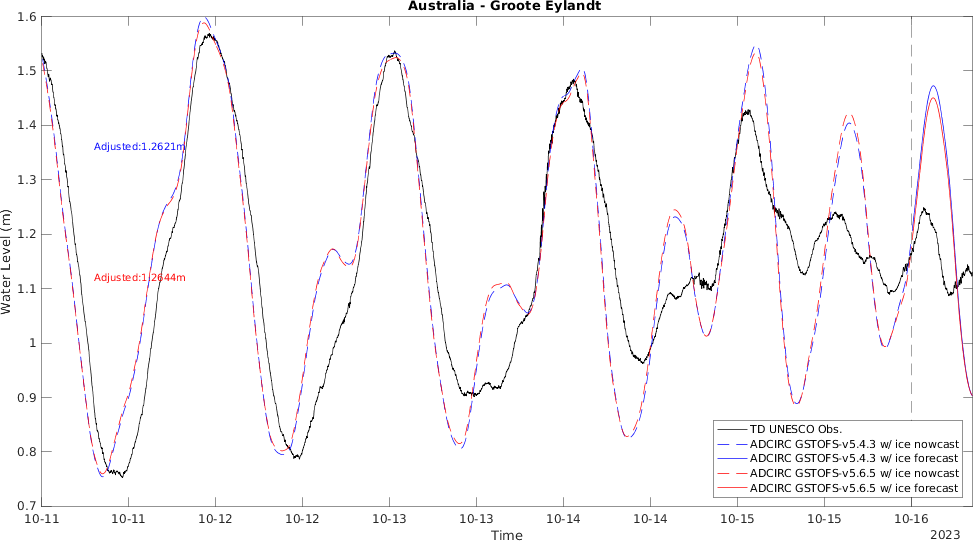 Australia - Groote Eylandt
1.6
1.5
1.4
1.3
1.2
1.1
1
0.9
0.8
0.7
Water Level (m)
Adjusted:1.2621m
Adjusted:1.2644m
TD UNESCO Obs.
ADCIRC GSTOFS-v5.4.3 w/ ice nowcast
ADCIRC GSTOFS-v5.4.3 w/ ice forecast
ADCIRC GSTOFS-v5.6.5 w/ ice nowcast
ADCIRC GSTOFS-v5.6.5 w/ ice forecast
10-11 10-11 10-12 10-12 10-13 10-13 10-14 10-14 10-15 10-15 10-16
Time
2023